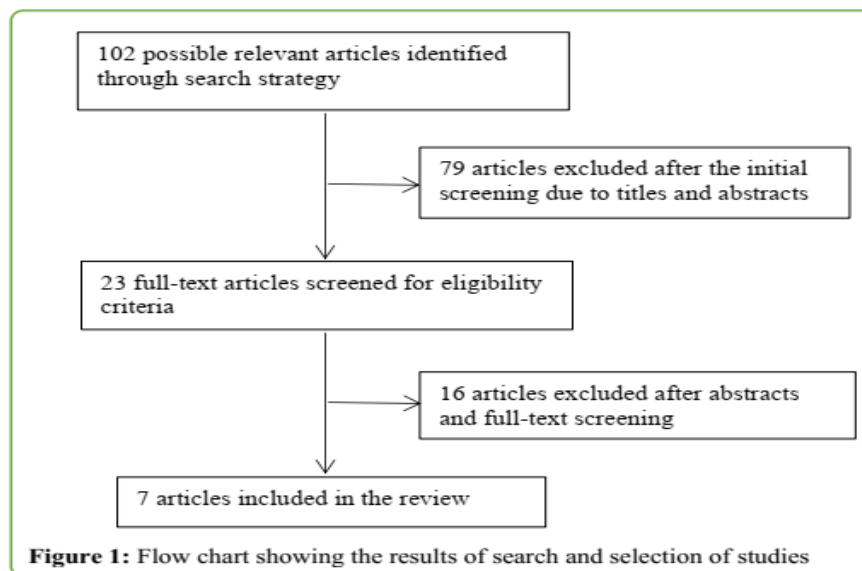 102 possible relevant articles identified
through search strategy
79 articles excluded after the initial
screening due to titles and abstracts
23 full-text articles screened for eligibility
criteria
16 articles excluded after abstracts
and full-text screening
7 articles included in the review
Figure 1: Flow chart showing the results of search and selection of studies